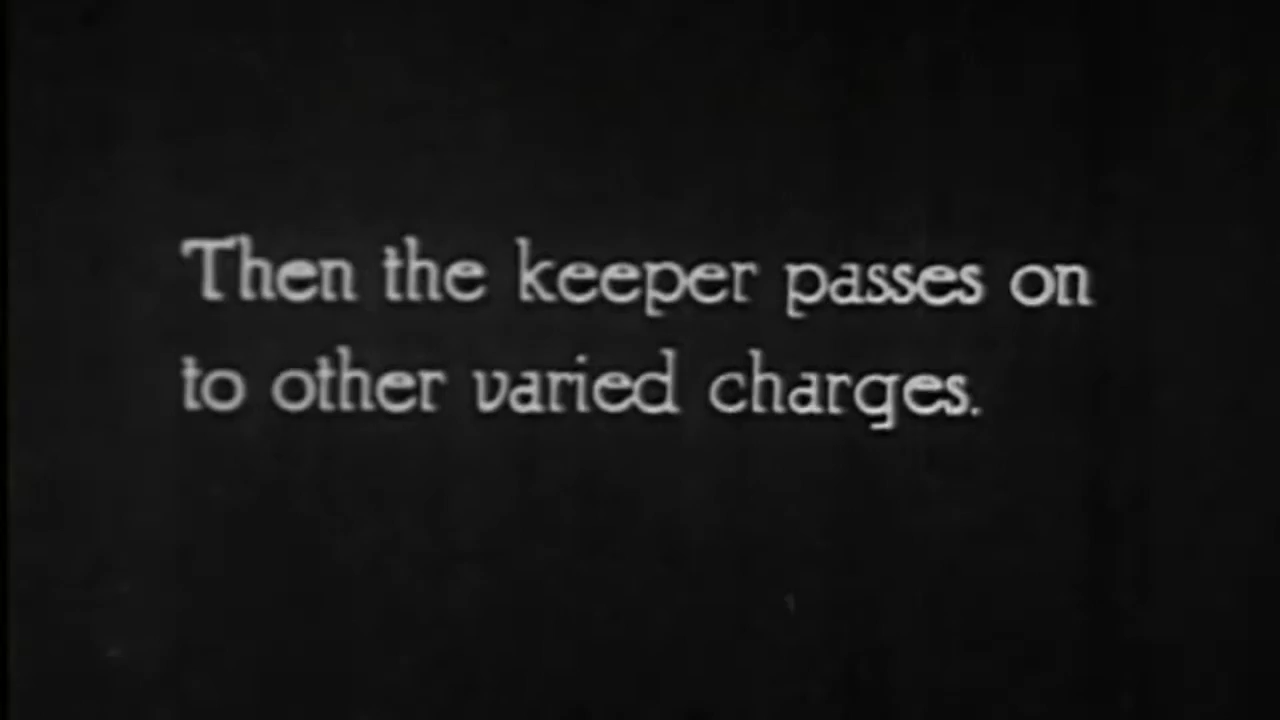 Then the keeper passes on
to other varied charges.